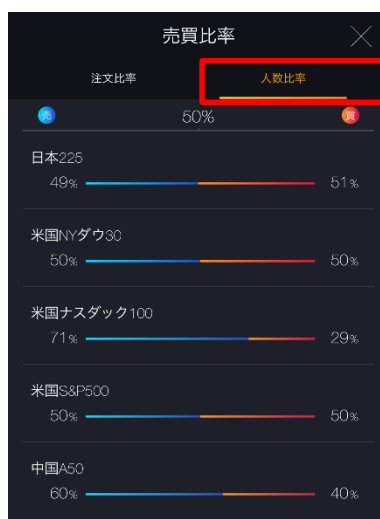 売買比率
注文比率 人数比率
売 50% 買
日本225
49% 51%
米国NYダウ30
50% 50%
米国ナスダック100
71% 29%
米国S&P500
50% 50%
中国A50
60% 40%